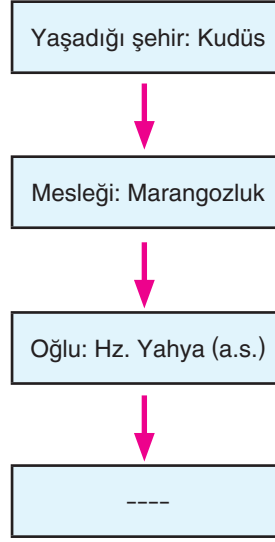 Yaşadığı şehir: Kudüs
Mesleği: Marangozluk
Oğlu: Hz. Yahya (a.s.)
----